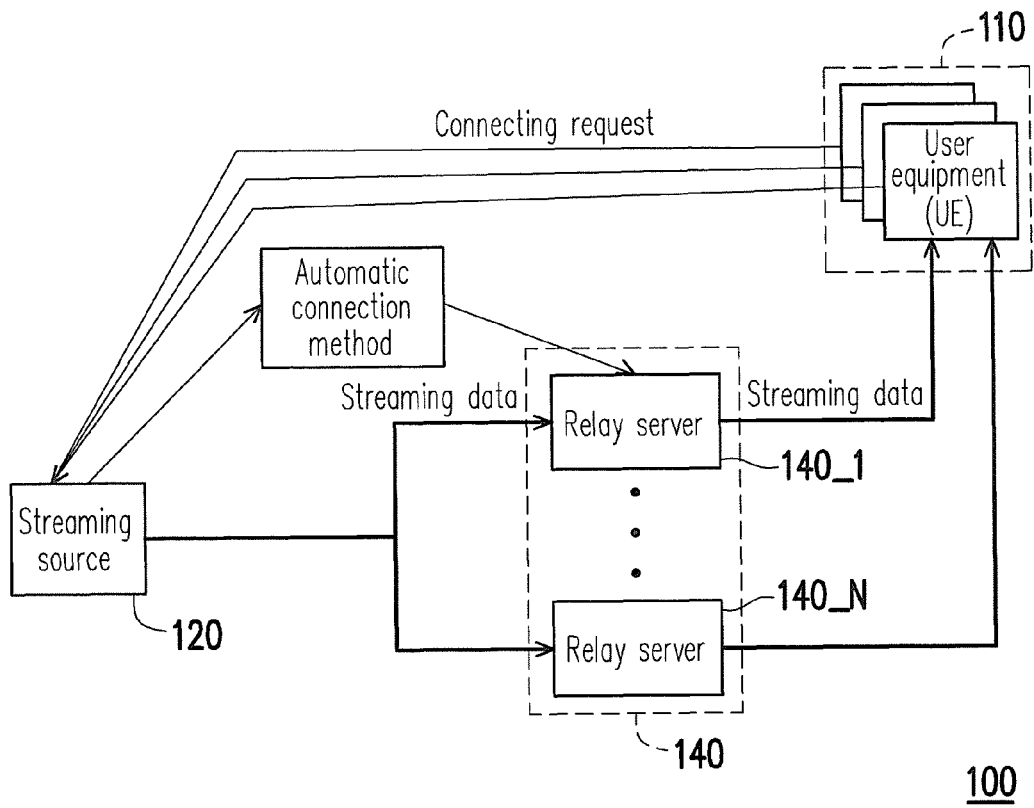 110
Connecting request
User
equipment
(UE)
Automatic
connection
method
Streaming data
Relay server
Streaming data
140_1
Streaming
source
120
140_N
Relay server
140
100